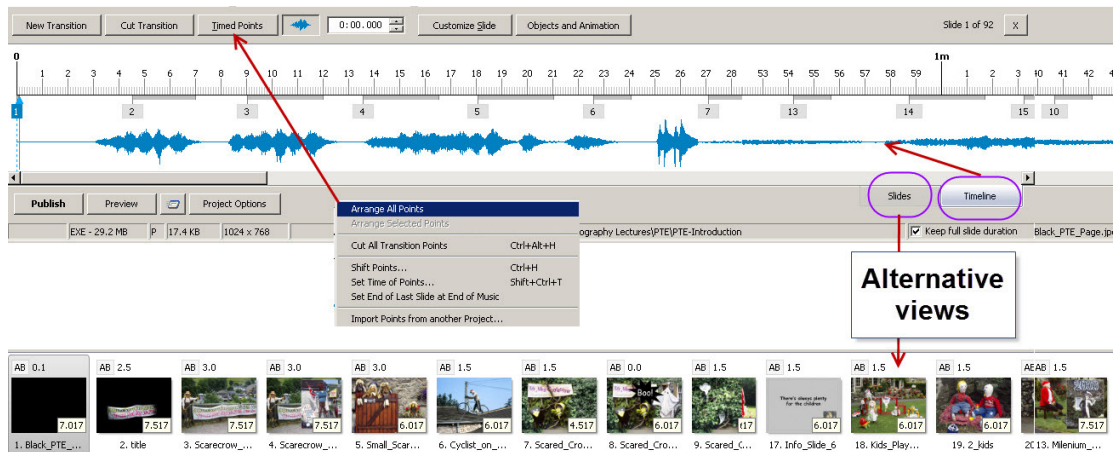 New Transition Cut Transition Timed Points 0:00.000 Customize Slide Objects and Animation Slide 1 of 92 x
0 1m
1 2 3 4 5 6 7 8 9 10 11 12 13 14 15 16 17 18 19 20 21 22 23 24 25 26 27 28 53 54 55 56 57 58 59 1 2 3 40 41 42 4
1 2 3 4 5 6 7 13 14 15 10
Slides Timeline
Publish Preview Project Options
EXE - 29.2 MB P 17.4 KB 1024 x 768 ography Lectures\PTE\PTE-Introduction Keep full slide duration Black_PTE_Page.jp
Arrange All Points
Arrange Selected Points
Cut All Transition Points Ctrl+Alt+H
Shift Points... Ctrl+H
Set Time of Points... Shift+Ctrl+T
Set End of Last Slide at End of Music
Import Points from another Project...
Alternative
views
AB 0.1 AB 2.5 AB 3.0 AB 3.0 AB 3.0 AB 1.5 AB 1.5 AB 0.0 AB 1.5 AB 1.5 AB 1.5 AB 1.5 AB 1.5
Boo!
There's always plenty
for the children
7.017 7.517 7.517 7.517 6.017 6.017 4.517 6.017 17 6.017 6.017 6.017 7.517
1. Black_PTE_... 2. title 3. Scarecrow_... 4. Scarecrow_... 5. Small_Scar... 6. Cyclist_on_... 7. Scared_Cro... 8. Scared_Cro... 9. Scared_C... 17. Info_Slide_6 18. Kids_Play... 19. 2_kids 20 13. Milenium_...